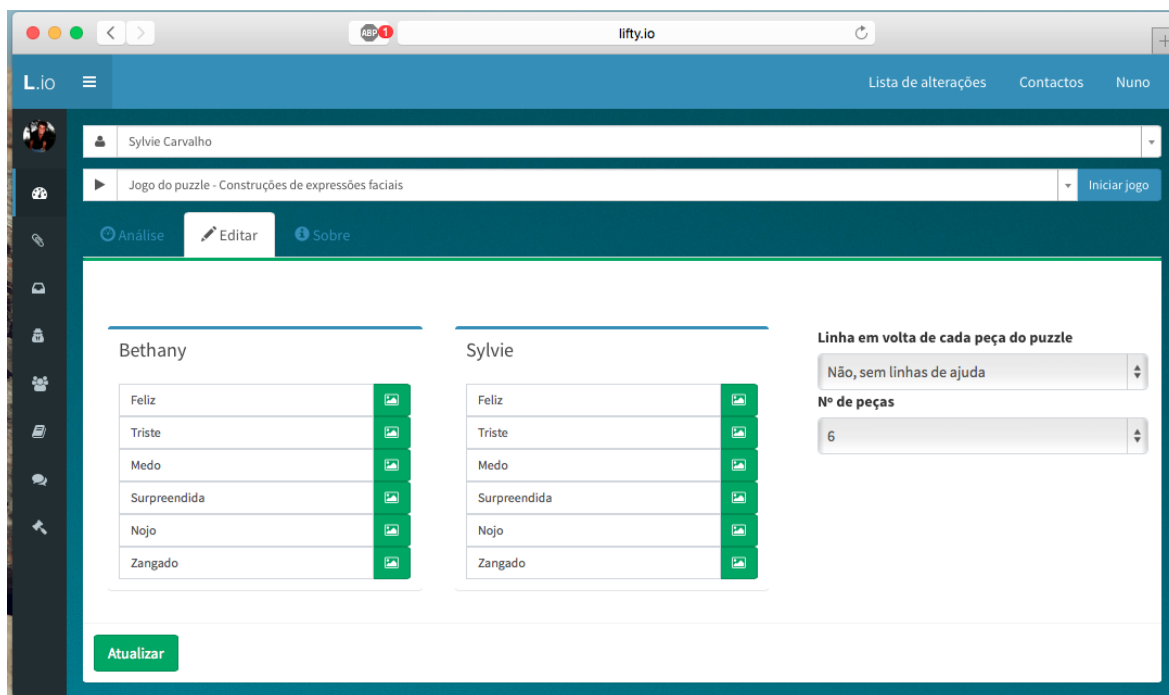 ABP 1 lifty.io
L.io Lista de alterações Contactos Nuno
Sylvie Carvalho
Jogo do puzzle - Construções de expressões faciais Iniciar jogo
Análise Editar Sobre
Bethany
Feliz
Triste
Medo
Surpreendida
Nojo
Zangado
Sylvie
Feliz
Triste
Medo
Surpreendida
Nojo
Zangado
Linha em volta de cada peça do puzzle
Não, sem linhas de ajuda
Nº de peças
6
Atualizar